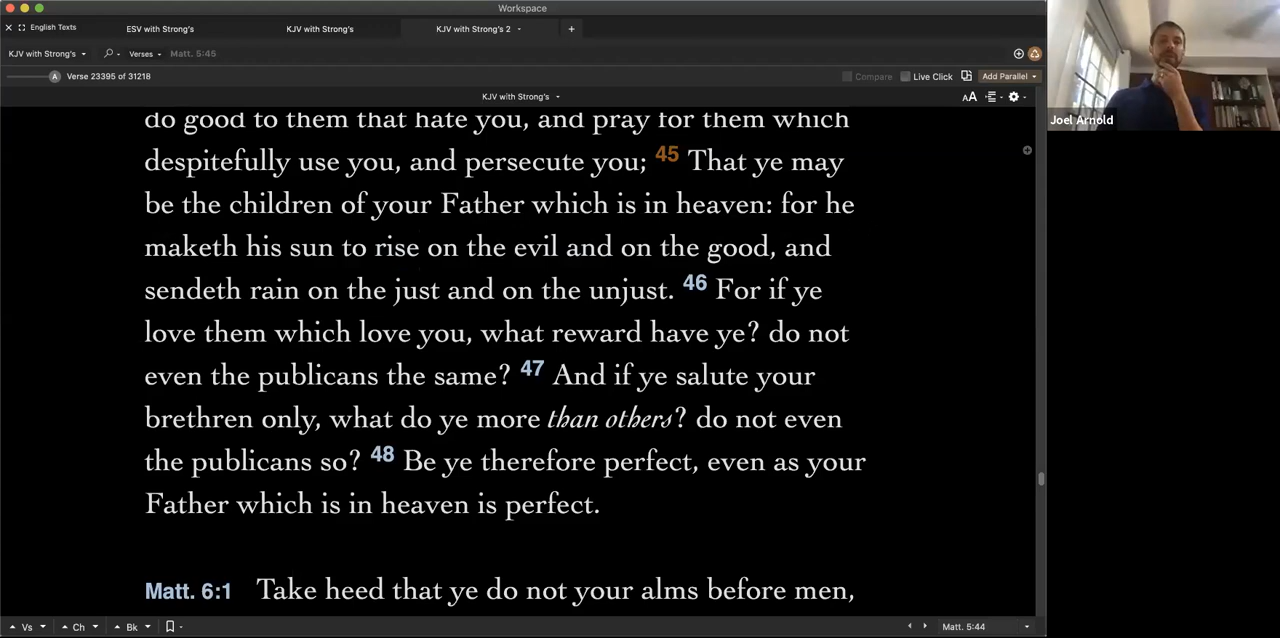 Workspace
English Texts
ESV with Strong's
KJV with Strong's
KJV with Strong's 2
KJV with Strong's
Verses
Matt. 5:45
A
Verse 23395 of 31218
Compare
Live Click
Add Parallel
KJV with Strong's
AA
do good to them that hate you, and pray for them which
despitefully use you, and persecute you; 45 That ye may
be the children of your Father which is in heaven: for he
maketh his sun to rise on the evil and on the good, and
sendeth rain on the just and on the unjust. 46 For if ye
love them which love you, what reward have ye? do not
even the publicans the same? 47 And if ye salute your
brethren only, what do ye more than others? do not even
the publicans so? 48 Be ye therefore perfect, even as your
Father which is in heaven is perfect.
Matt. 6:1 Take heed that ye do not your alms before men,
Vs
Ch
Bk
Matt. 5:44
Joel Arnold